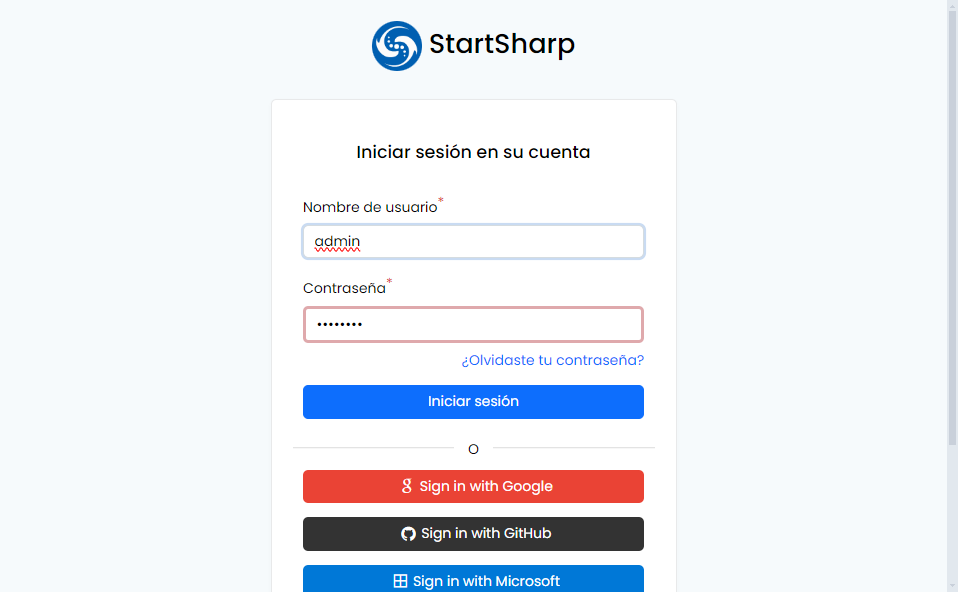 StartSharp
Iniciar sesión en su cuenta
Nombre de usuario*
admin
Contraseña*
••••••••
¿Olvidaste tu contraseña?
Iniciar sesión
O
Sign in with Google
Sign in with GitHub
Sign in with Microsoft